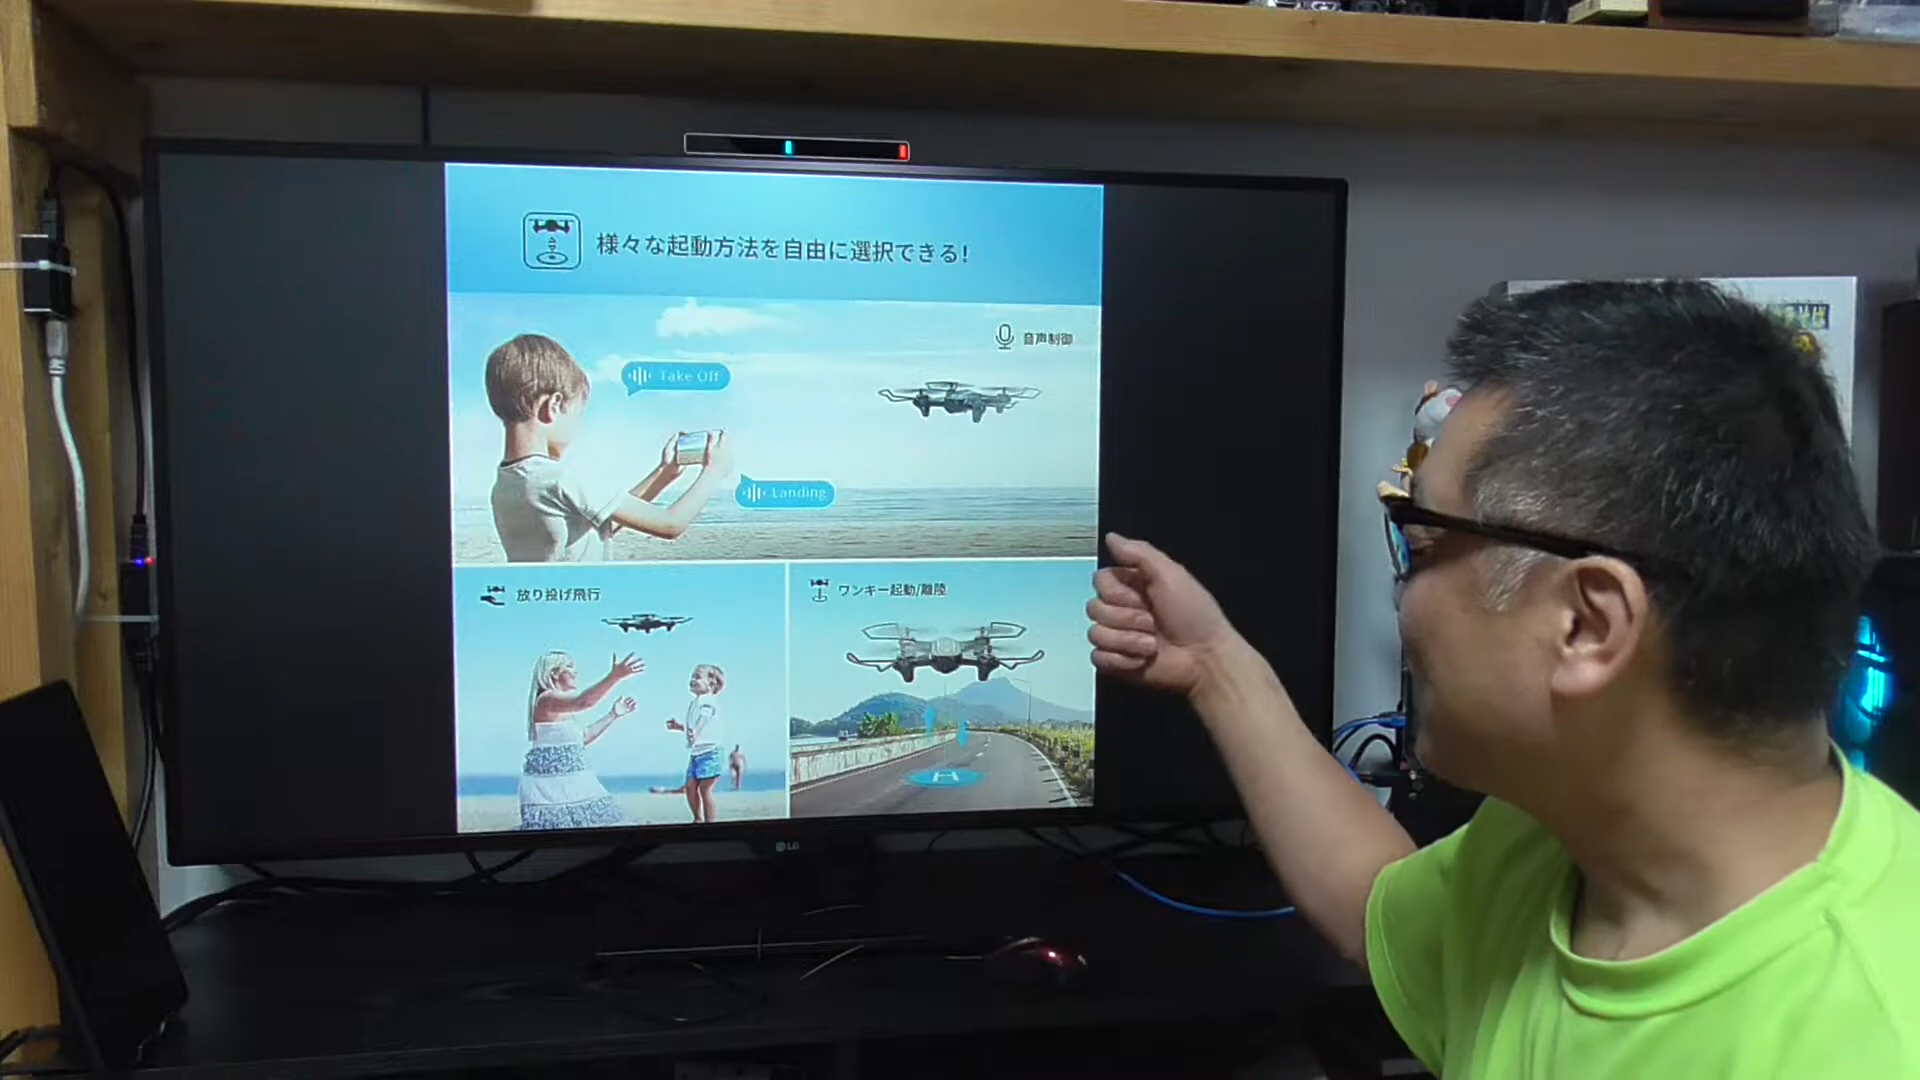 様々な起動方法を自由に選択できる!
音声制御
Take Off
Landing
放り投げ飛行
ワンキー起動/離陸
H
LG